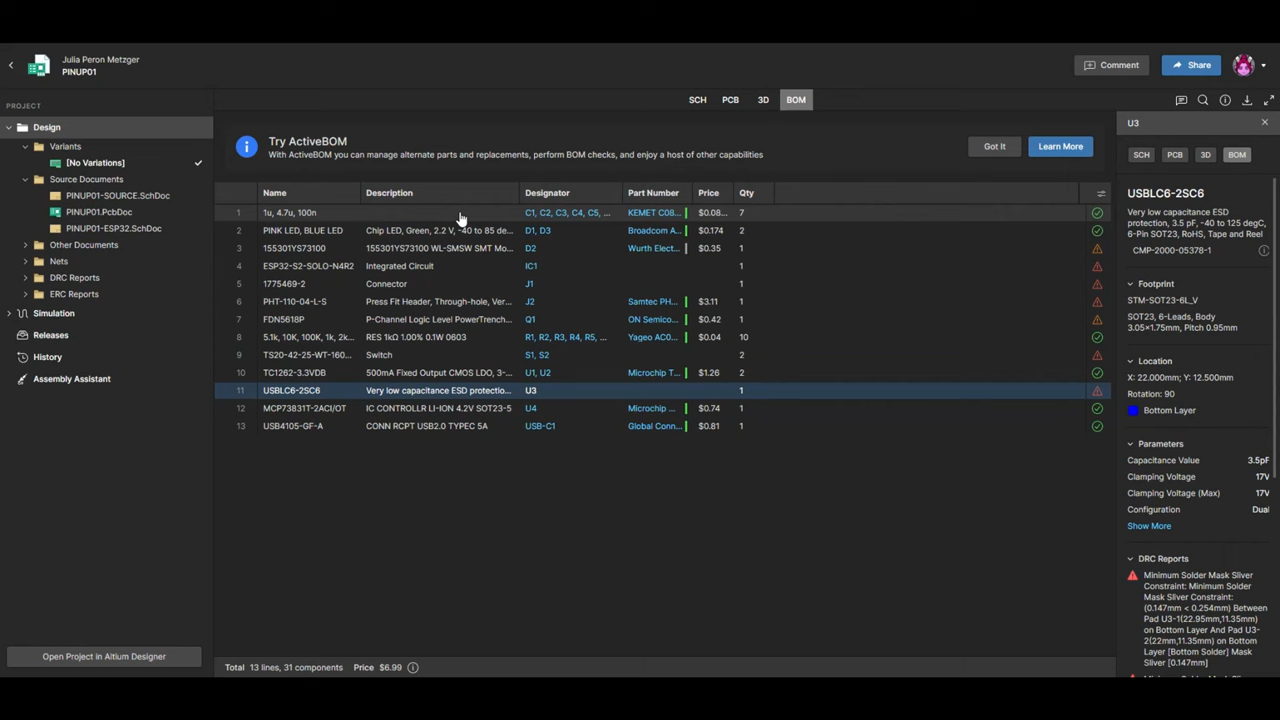 Julia Peron Metzger
PINUP01
Comment
Share
PROJECT
SCH PCB 3D BOM
Design
Variants
[No Variations]
Source Documents
PINUP01-SOURCE.SchDoc
PINUP01.PcbDoc
PINUP01-ESP32.SchDoc
Other Documents
Nets
DRC Reports
ERC Reports
Simulation
Releases
History
Assembly Assistant
Open Project in Altium Designer
Try ActiveBOM
With ActiveBOM you can manage alternate parts and replacements, perform BOM checks, and enjoy a host of other capabilities
Got It
Learn More
Name Description Designator Part Number Price Qty
1 1u, 4.7u, 100n C1, C2, C3, C4, C5, ... KEMET C08... $0.08... 7
2 PINK LED, BLUE LED Chip LED, Green, 2.2 V, -40 to 85 de... D1, D3 Broadcom A... $0.174 2
3 155301YS73100 155301YS73100 WL-SMSW SMT Mo... D2 Wurth Elect... $0.35 1
4 ESP32-S2-SOLO-N4R2 Integrated Circuit IC1 1
5 1775469-2 Connector J1 1
6 PHT-110-04-L-S Press Fit Header, Through-hole, Ver... J2 Samtec PH... $3.11 1
7 FDN5618P P-Channel Logic Level PowerTrench... Q1 ON Semico... $0.42 1
8 5.1k, 10K, 100K, 1k, 2k... RES 1kΩ 1.00% 0.1W 0603 R1, R2, R3, R4, R5, ... Yageo AC0... $0.04 10
9 TS20-42-25-WT-160... Switch S1, S2 2
10 TC1262-3.3VDB 500mA Fixed Output CMOS LDO, 3-... U1, U2 Microchip T... $1.26 2
11 USBLC6-2SC6 Very low capacitance ESD protectio... U3 1
12 MCP73831T-2ACI/OT IC CONTROLLR LI-ION 4.2V SOT23-5 U4 Microchip ... $0.74 1
13 USB4105-GF-A CONN RCPT USB2.0 TYPEC 5A USB-C1 Global Conn... $0.81 1
Total 13 lines, 31 components Price $6.99
U3
SCH PCB 3D BOM
USBLC6-2SC6
Very low capacitance ESD
protection, 3.5 pF, -40 to 125 degC,
6-Pin SOT23, RoHS, Tape and Reel
CMP-2000-05378-1
Footprint
STM-SOT23-6L_V
SOT23, 6-Leads, Body
3.05x1.75mm, Pitch 0.95mm
Location
X: 22.000mm; Y: 12.500mm
Rotation: 90
Bottom Layer
Parameters
Capacitance Value 3.5pF
Clamping Voltage 17V
Clamping Voltage (Max) 17V
Configuration Dual
Show More
DRC Reports
Minimum Solder Mask Sliver
Constraint: Minimum Solder
Mask Sliver Constraint:
(0.147mm < 0.254mm) Between
Pad U3-1(22.95mm,11.35mm)
on Bottom Layer And Pad U3-
2(22mm,11.35mm) on Bottom
Layer [Bottom Solder] Mask
Sliver [0.147mm]